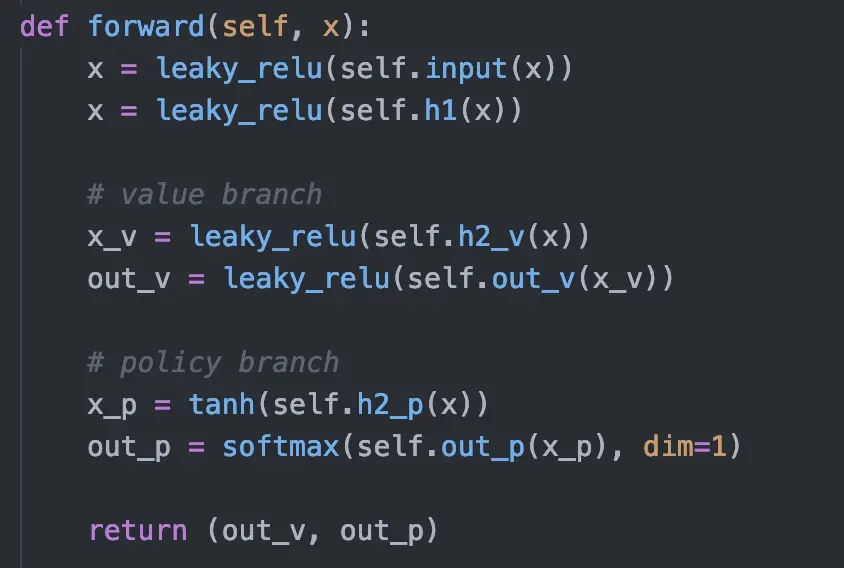 def forward(self, x):
    x = leaky_relu(self.input(x))
    x = leaky_relu(self.h1(x))

    # value branch
    x_v = leaky_relu(self.h2_v(x))
    out_v = leaky_relu(self.out_v(x_v))

    # policy branch
    x_p = tanh(self.h2_p(x))
    out_p = softmax(self.out_p(x_p), dim=1)

    return (out_v, out_p)